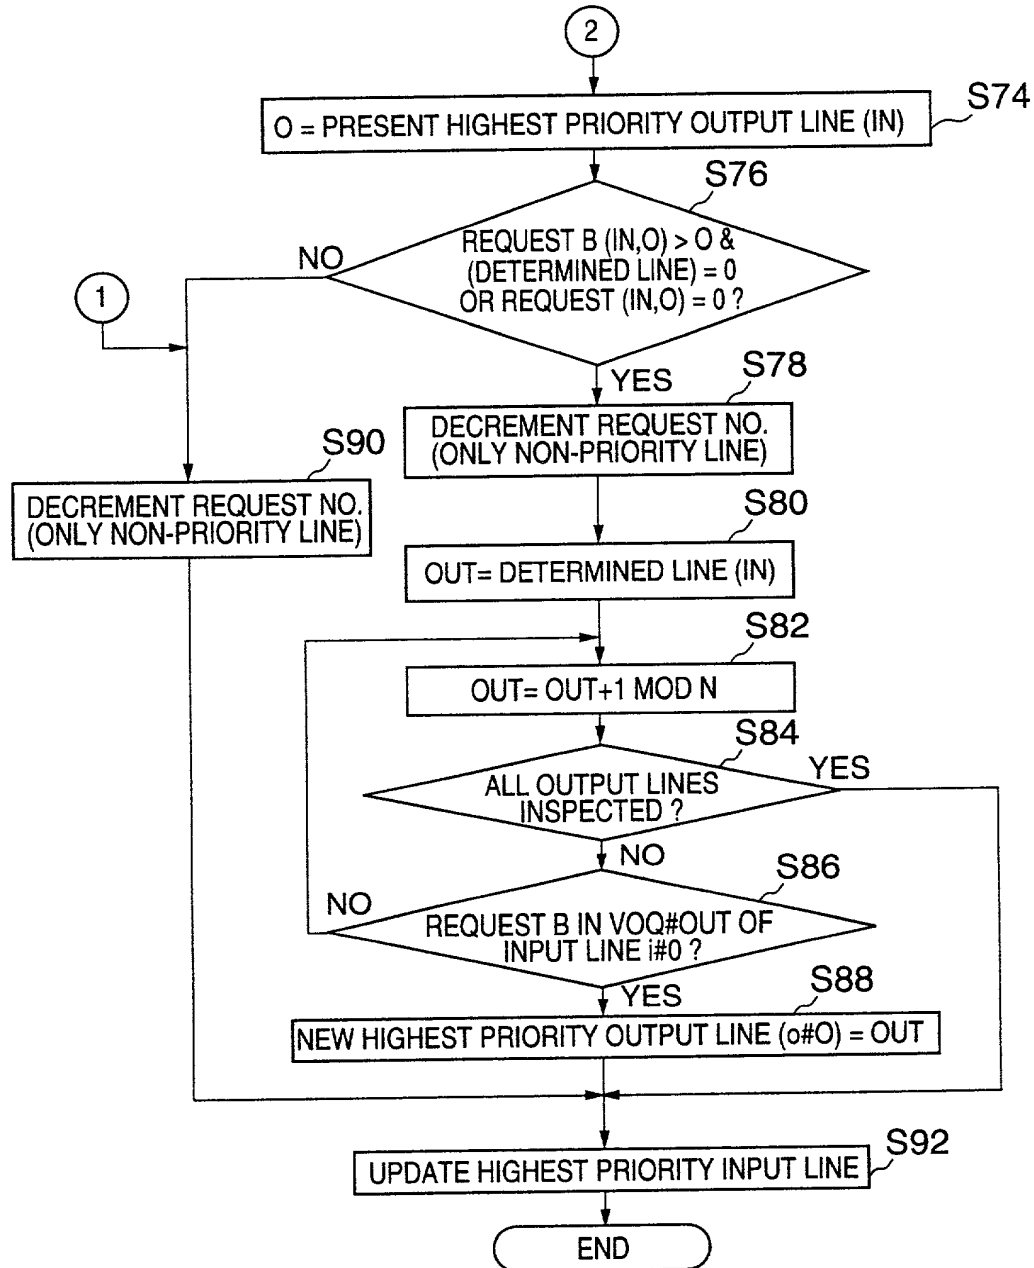 2
S74
O = PRESENT HIGHEST PRIORITY OUTPUT LINE (IN)
S76
REQUEST B (IN,O) > O &
(DETERMINED LINE) = 0
OR REQUEST (IN,O) = 0 ?
NO
1
YES
S78
DECREMENT REQUEST NO.
(ONLY NON-PRIORITY LINE)
S90
DECREMENT REQUEST NO.
(ONLY NON-PRIORITY LINE)
S80
OUT= DETERMINED LINE (IN)
S82
OUT= OUT+1 MOD N
S84
ALL OUTPUT LINES
INSPECTED ?
YES
NO
S86
NO
REQUEST B IN VOQ#OUT OF
INPUT LINE i#0 ?
YES
S88
NEW HIGHEST PRIORITY OUTPUT LINE (o#O) = OUT
S92
UPDATE HIGHEST PRIORITY INPUT LINE
END